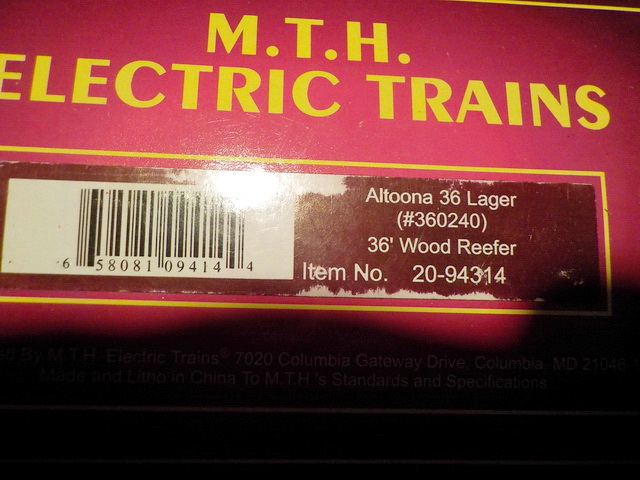 M.T.H.
ELECTRIC TRAINS
Altoona 36 Lager
(#360240)
36' Wood Reefer
Item No. 20-94314
6 58081 09414 4
By M.T.H. Electric Trains® 7020 Columbia Gateway Drive, Columbia, MD 21046
Made and Litho in China To M.T.H.'s Standards and Specifications